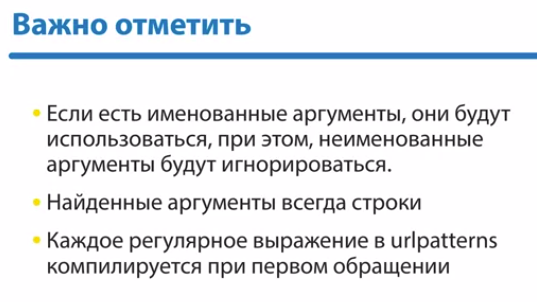 Важно отметить
Если есть именованные аргументы, они будут
использоваться, при этом, неименованные
аргументы будут игнорироваться.
Найденные аргументы всегда строки
Каждое регулярное выражение в urlpatterns
компилируется при первом обращении